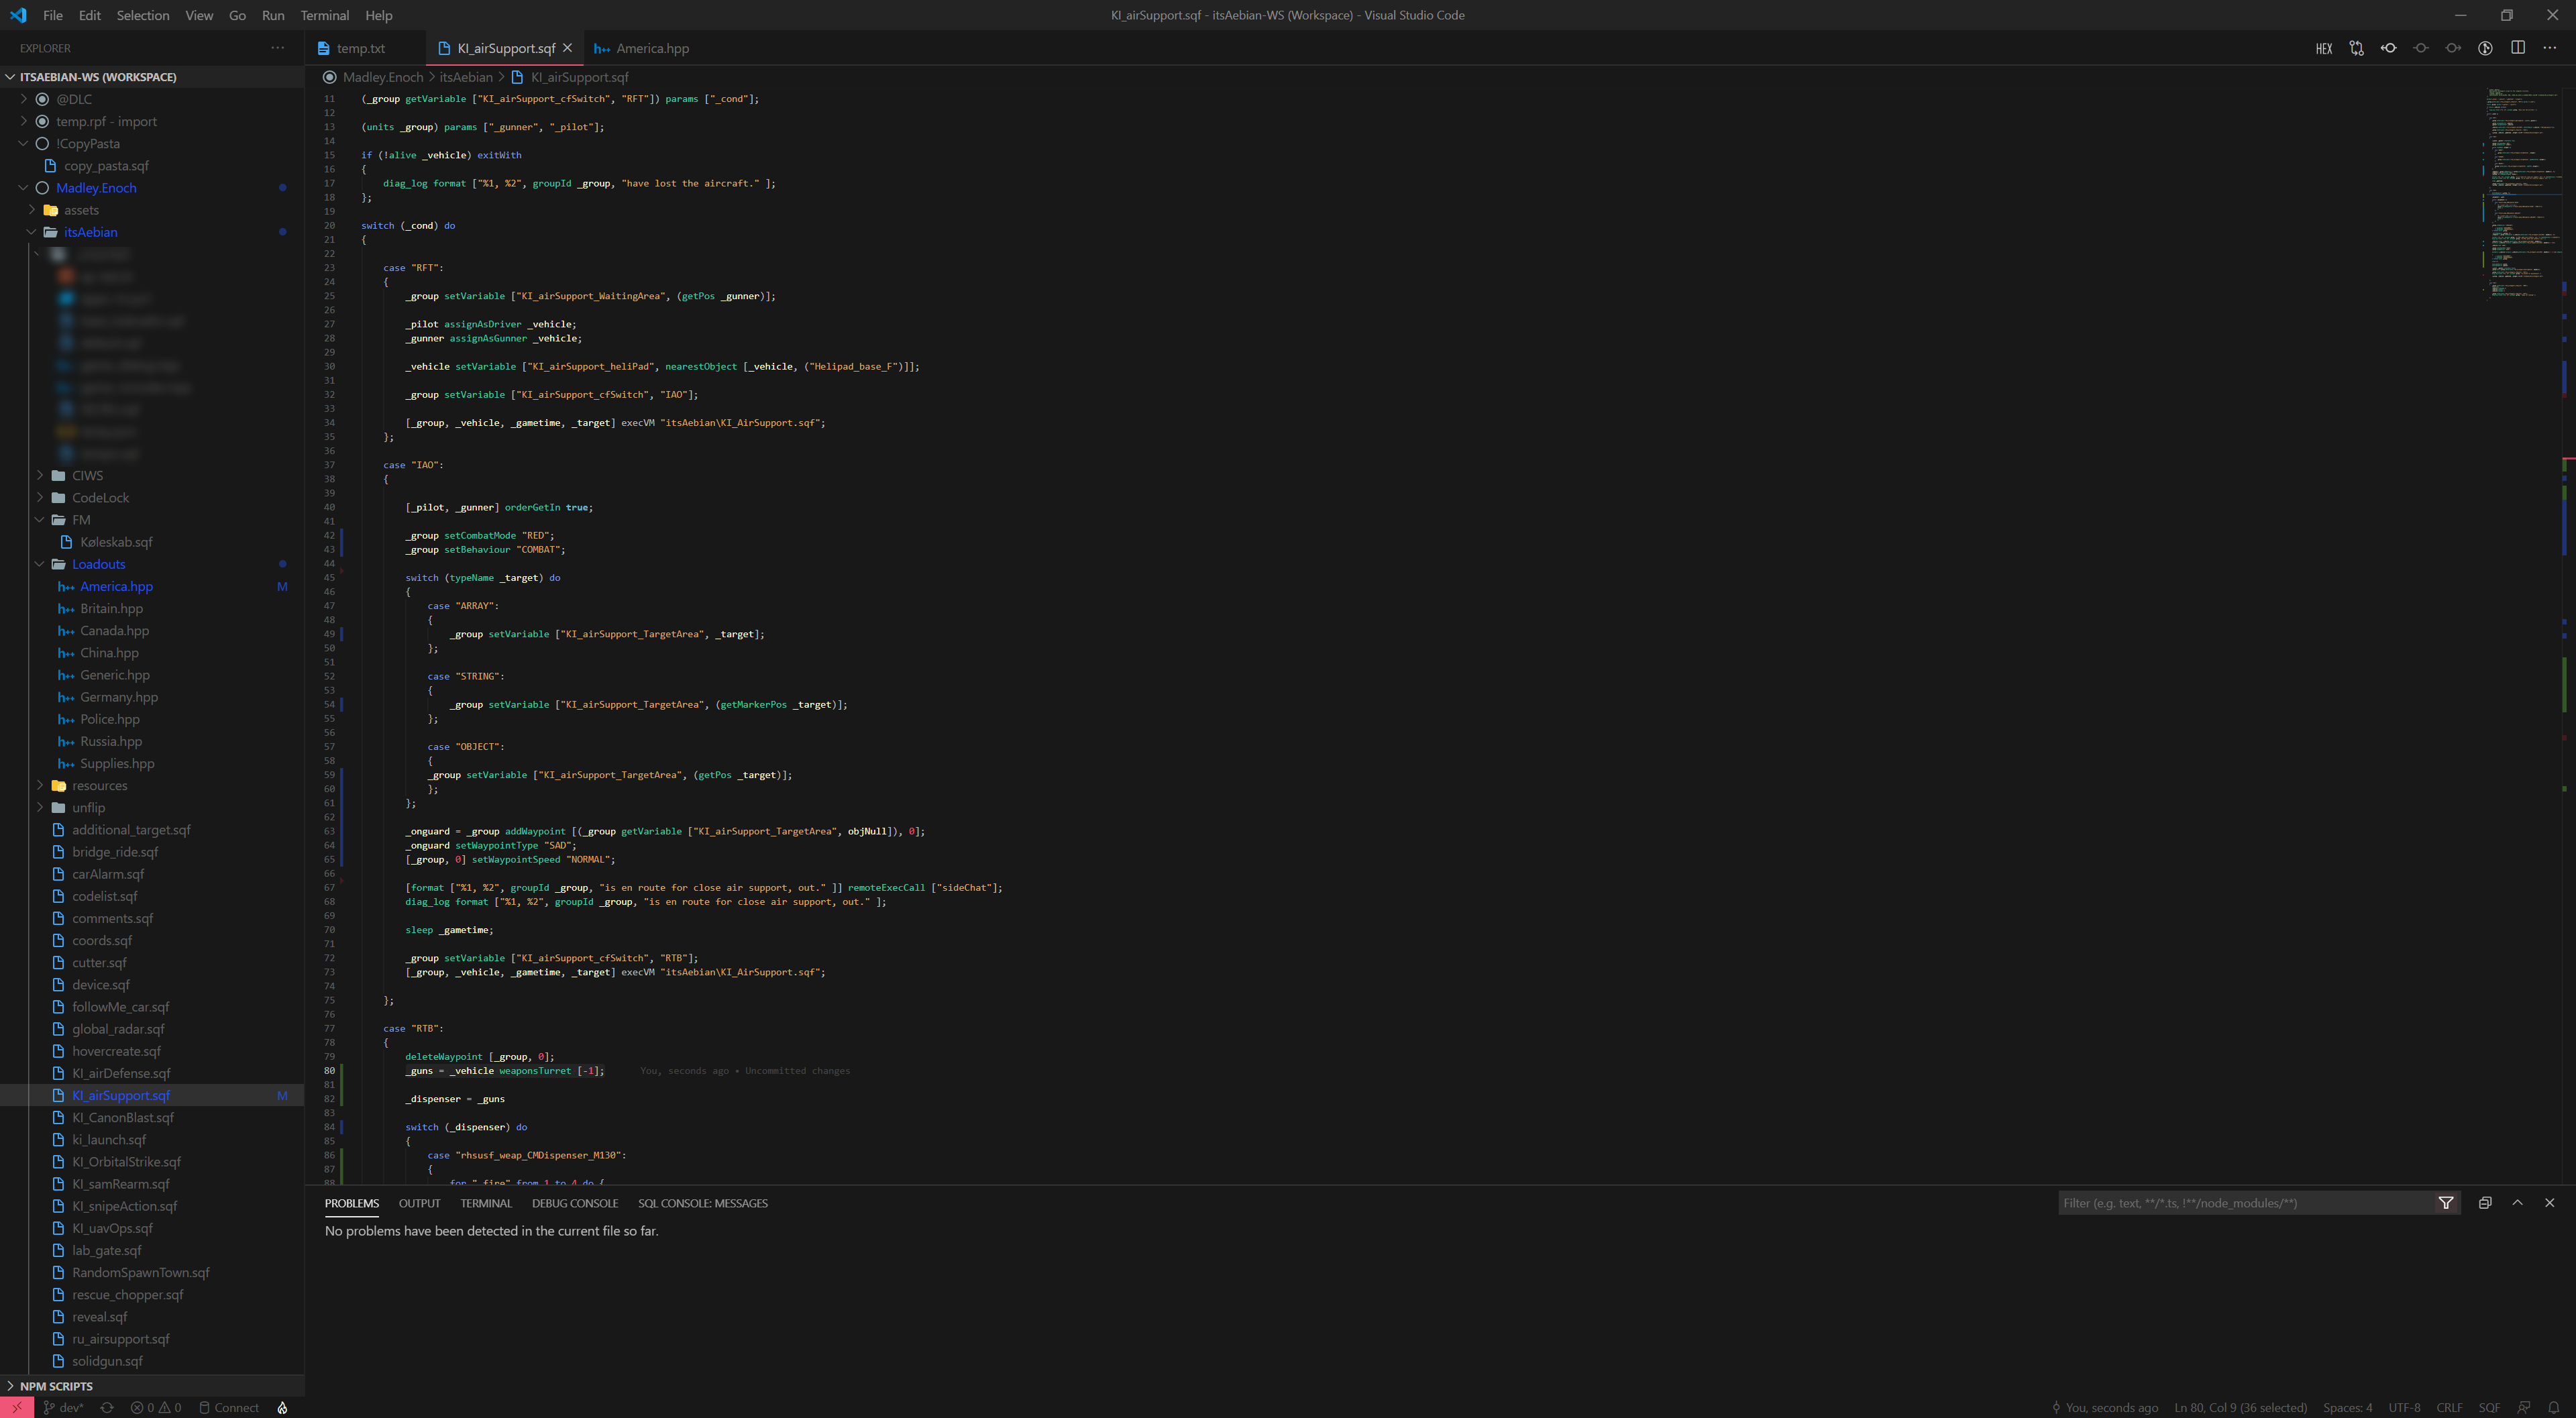 File Edit Selection View Go Run Terminal Help
KI_airSupport.sqf - itsAebian-WS (Workspace) - Visual Studio Code
EXPLORER
ITSAEBIAN-WS (WORKSPACE)
@DLC
temp.rpf - import
!CopyPasta
copy_pasta.sqf
Madley.Enoch
assets
itsAebian
CIWS
CodeLock
FM
Køleskab.sqf
Loadouts
America.hpp M
Britain.hpp
Canada.hpp
China.hpp
Generic.hpp
Germany.hpp
Police.hpp
Russia.hpp
Supplies.hpp
resources
unflip
additional_target.sqf
bridge_ride.sqf
carAlarm.sqf
codelist.sqf
comments.sqf
coords.sqf
cutter.sqf
device.sqf
followMe_car.sqf
global_radar.sqf
hovercreate.sqf
KI_airDefense.sqf
KI_airSupport.sqf M
KI_CanonBlast.sqf
ki_launch.sqf
KI_OrbitalStrike.sqf
KI_samRearm.sqf
KI_snipeAction.sqf
KI_uavOps.sqf
lab_gate.sqf
RandomSpawnTown.sqf
rescue_chopper.sqf
reveal.sqf
ru_airsupport.sqf
solidgun.sqf
NPM SCRIPTS
temp.txt KI_airSupport.sqf America.hpp
HEX
Madley.Enoch > itsAebian > KI_airSupport.sqf
11 (_group getVariable ["KI_airSupport_cfSwitch", "RFT"]) params ["_cond"];
12
13 (units _group) params ["_gunner", "_pilot"];
14
15 if (!alive _vehicle) exitWith
16 {
17 diag_log format ["%1, %2", groupId _group, "have lost the aircraft." ];
18 };
19
20 switch (_cond) do
21 {
22
23 case "RFT":
24 {
25 _group setVariable ["KI_airSupport_WaitingArea", (getPos _gunner)];
26
27 _pilot assignAsDriver _vehicle;
28 _gunner assignAsGunner _vehicle;
29
30 _vehicle setVariable ["KI_airSupport_heliPad", nearestObject [_vehicle, ("Helipad_base_F")]];
31
32 _group setVariable ["KI_airSupport_cfSwitch", "IAO"];
33
34 [_group, _vehicle, _gametime, _target] execVM "itsAebian\KI_AirSupport.sqf";
35 };
36
37 case "IAO":
38 {
39
40 [_pilot, _gunner] orderGetIn true;
41
42 _group setCombatMode "RED";
43 _group setBehaviour "COMBAT";
44
45 switch (typeName _target) do
46 {
47 case "ARRAY":
48 {
49 _group setVariable ["KI_airSupport_TargetArea", _target];
50 };
51
52 case "STRING":
53 {
54 _group setVariable ["KI_airSupport_TargetArea", (getMarkerPos _target)];
55 };
56
57 case "OBJECT":
58 {
59 _group setVariable ["KI_airSupport_TargetArea", (getPos _target)];
60 };
61 };
62
63 _onguard = _group addWaypoint [(_group getVariable ["KI_airSupport_TargetArea", objNull]), 0];
64 _onguard setWaypointType "SAD";
65 [_group, 0] setWaypointSpeed "NORMAL";
66
67 [format ["%1, %2", groupId _group, "is en route for close air support, out." ]] remoteExecCall ["sideChat"];
68 diag_log format ["%1, %2", groupId _group, "is en route for close air support, out." ];
69
70 sleep _gametime;
71
72 _group setVariable ["KI_airSupport_cfSwitch", "RTB"];
73 [_group, _vehicle, _gametime, _target] execVM "itsAebian\KI_AirSupport.sqf";
74
75 };
76
77 case "RTB":
78 {
79 deleteWaypoint [_group, 0];
80 _guns = _vehicle weaponsTurret [-1]; You, seconds ago • Uncommitted changes
81
82 _dispenser = _guns
83
84 switch (_dispenser) do
85 {
86 case "rhsusf_weap_CMDispenser_M130":
87 {
88 for "_fire" from 1 to 4 do {
PROBLEMS OUTPUT TERMINAL DEBUG CONSOLE SQL CONSOLE: MESSAGES
Filter (e.g. text, **/*.ts, !**/node_modules/**)
No problems have been detected in the current file so far.
dev* 0 0 Connect
You, seconds ago Ln 80, Col 9 (36 selected) Spaces: 4 UTF-8 CRLF SQF